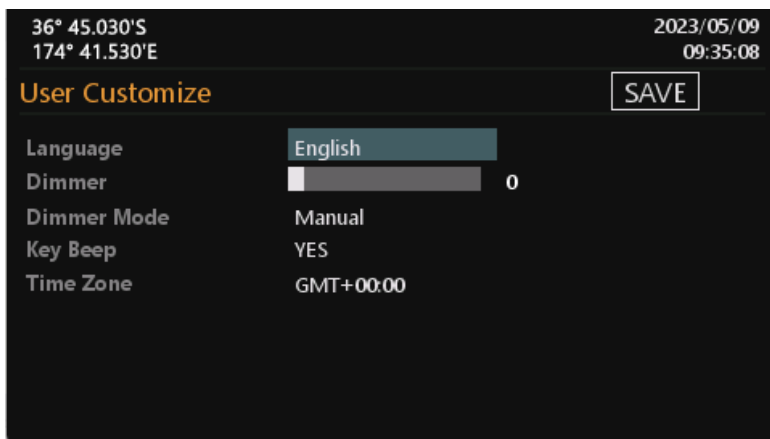 36° 45.030'S
174° 41.530'E
2023/05/09
09:35:08
User Customize
SAVE
Language English
Dimmer 0
Dimmer Mode Manual
Key Beep YES
Time Zone GMT+00:00